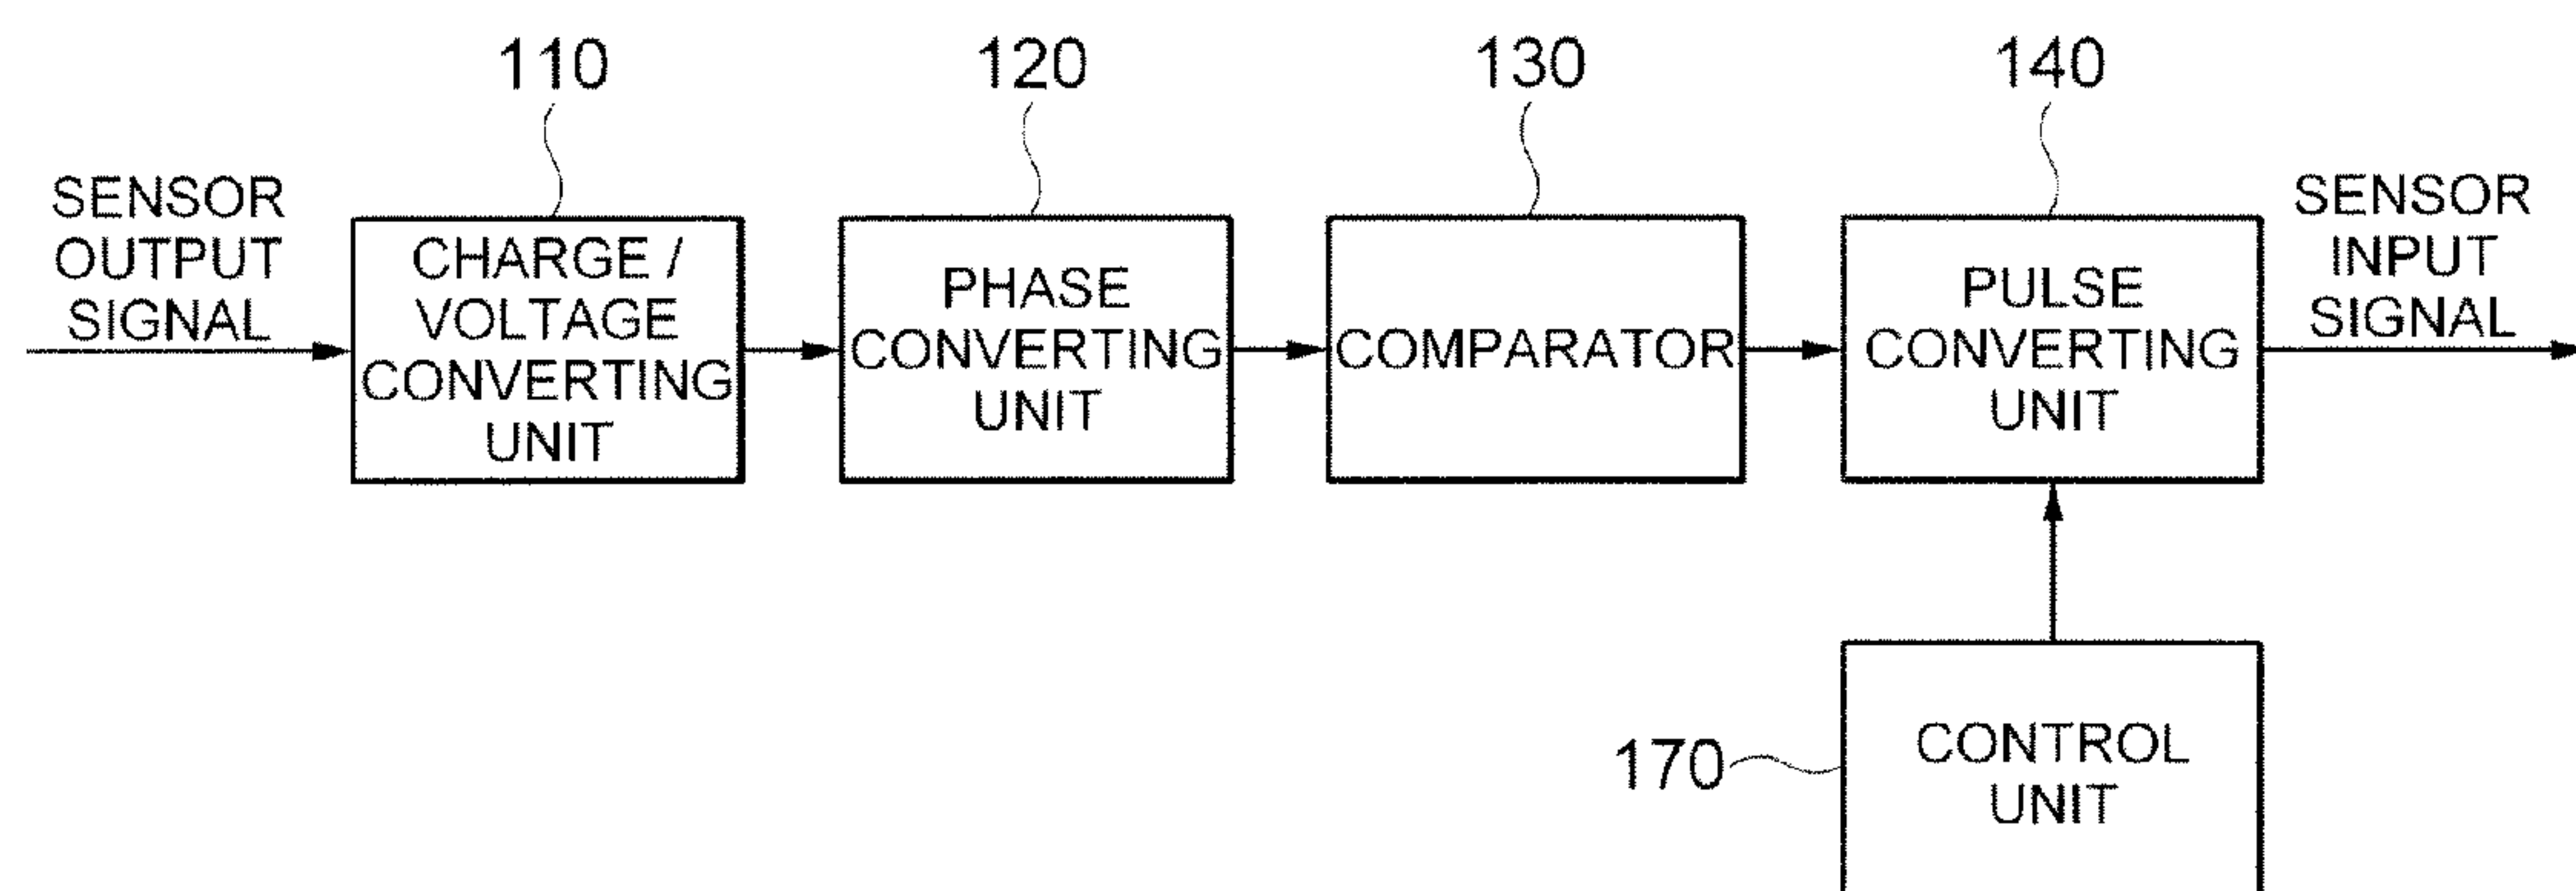 110
120
130
140
SENSOR
OUTPUT
SIGNAL
CHARGE /
VOLTAGE
CONVERTING
UNIT
PHASE
CONVERTING
UNIT
COMPARATOR
PULSE
CONVERTING
UNIT
SENSOR
INPUT
SIGNAL
170
CONTROL
UNIT